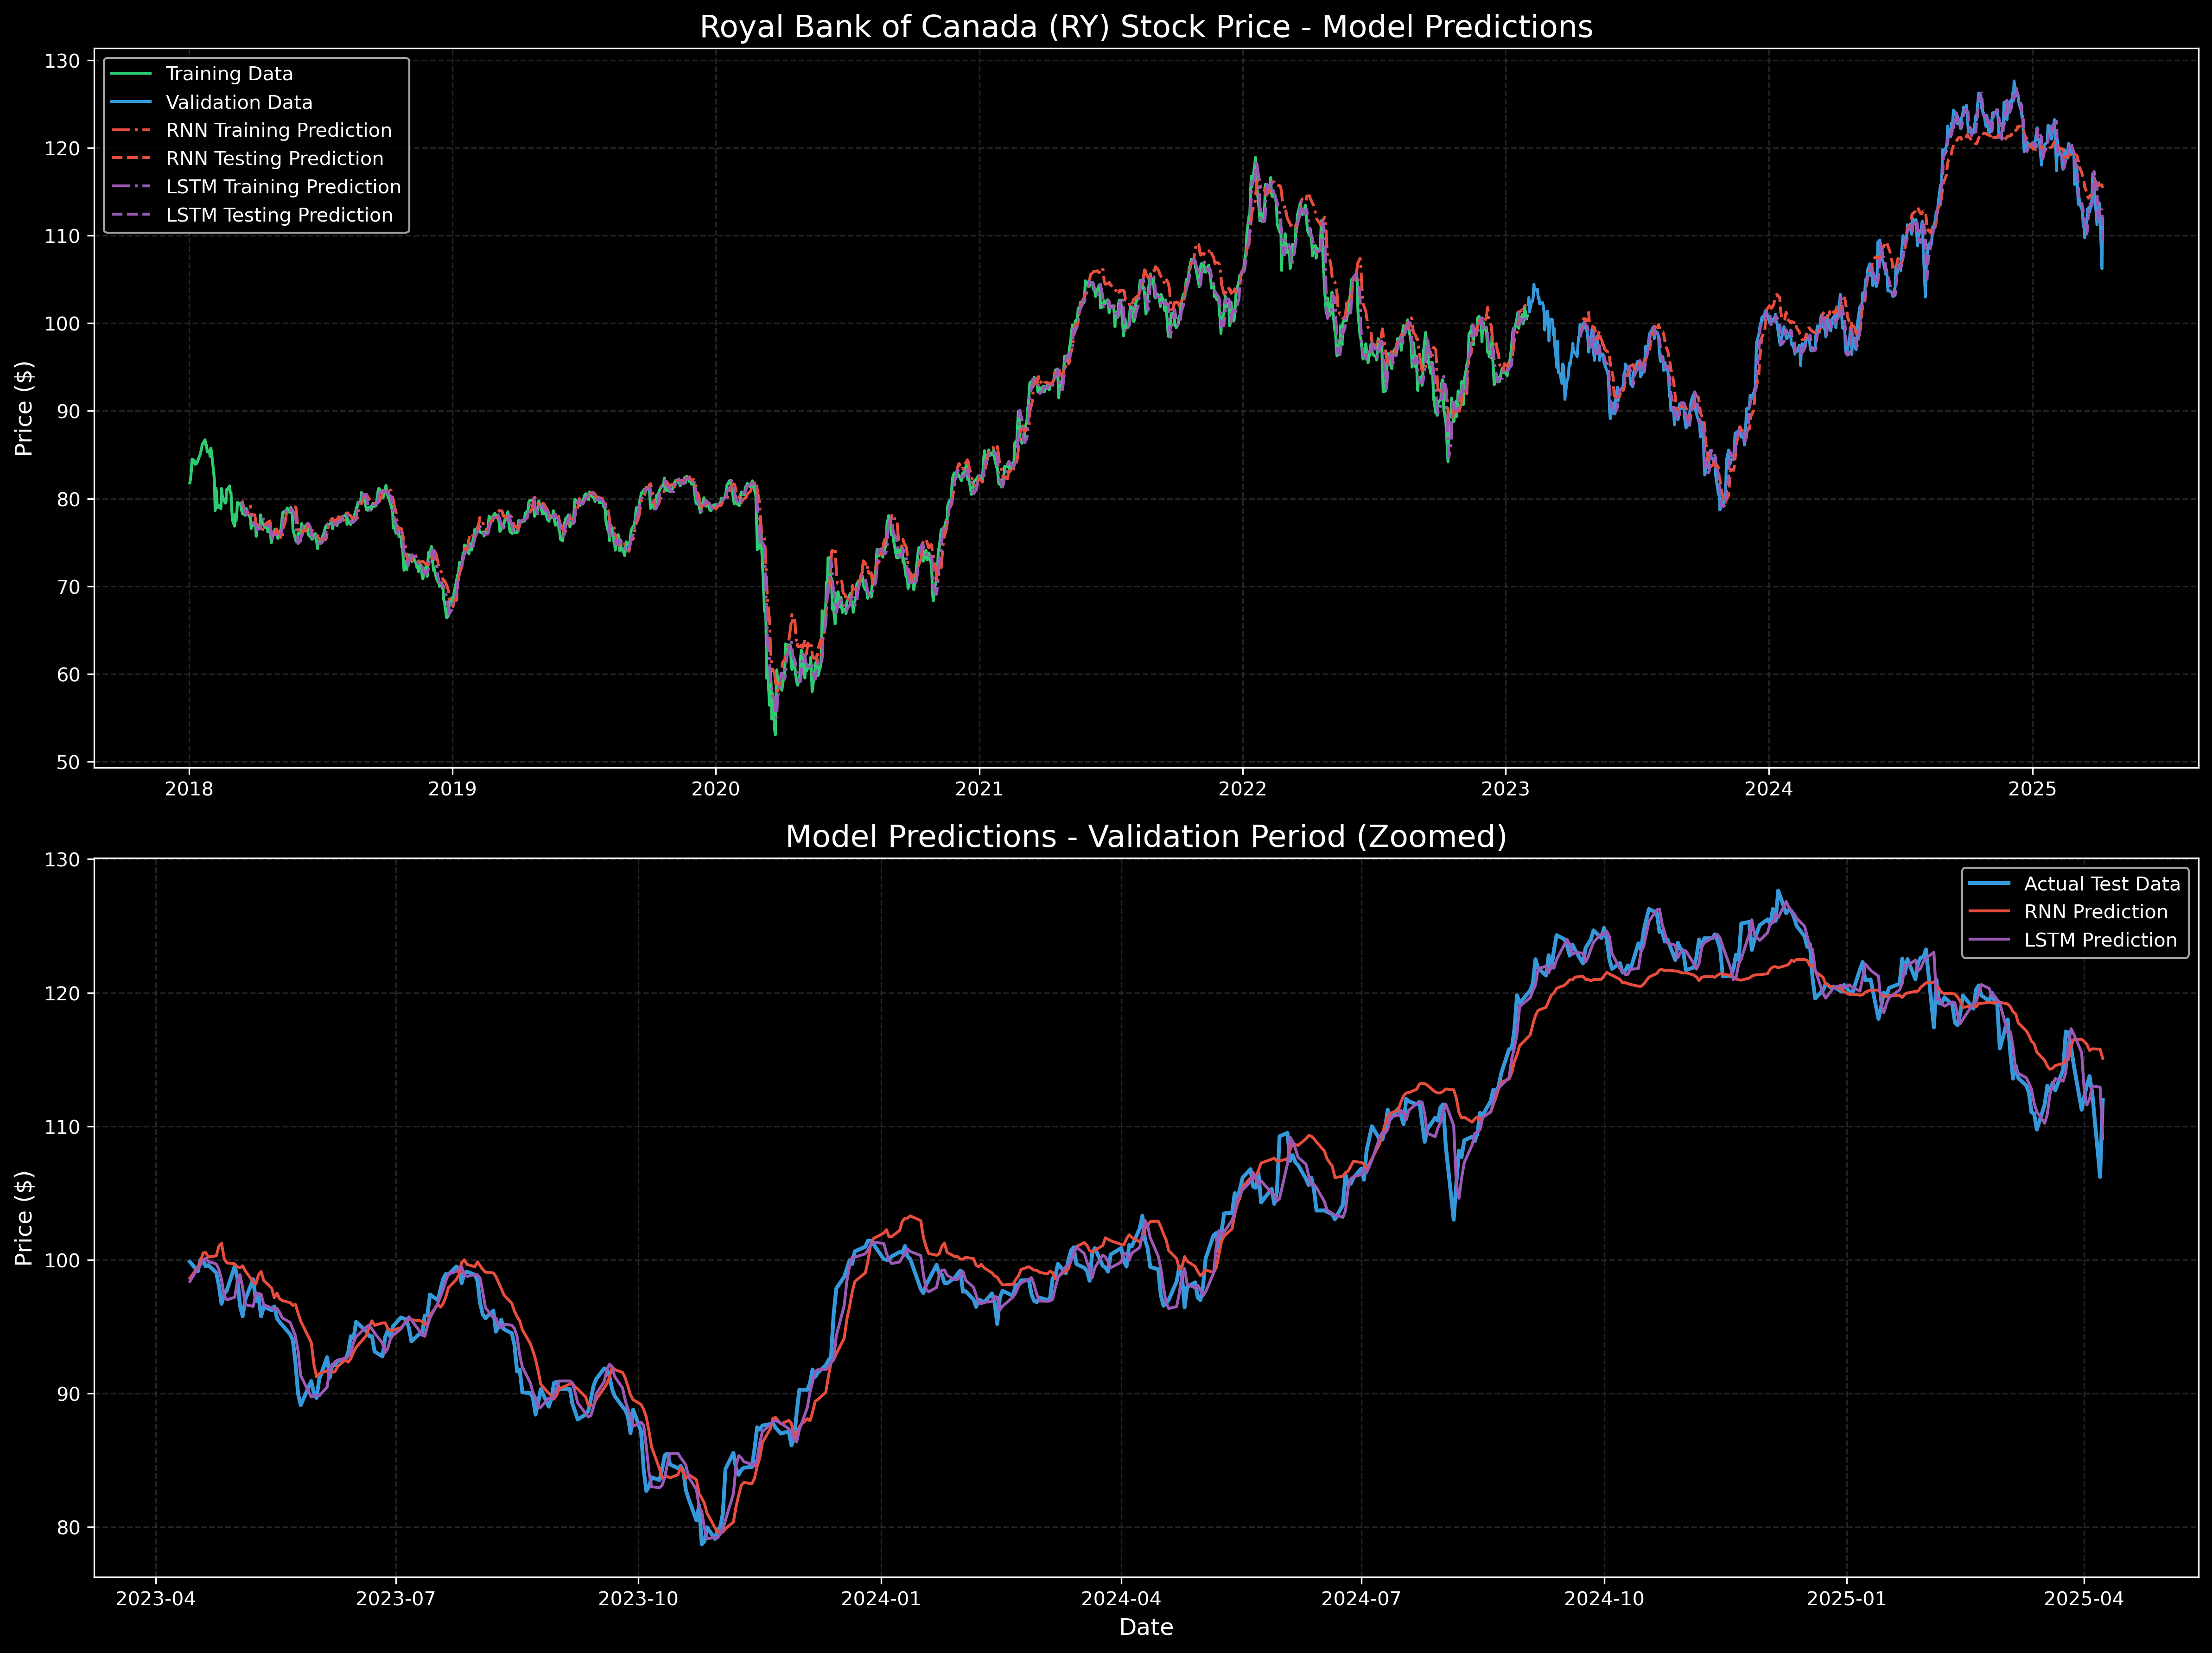 Royal Bank of Canada (RY) Stock Price - Model Predictions
Training Data
Validation Data
RNN Training Prediction
RNN Testing Prediction
LSTM Training Prediction
LSTM Testing Prediction
Price ($)
130
120
110
100
90
80
70
60
50
2018 2019 2020 2021 2022 2023 2024 2025
Model Predictions - Validation Period (Zoomed)
Actual Test Data
RNN Prediction
LSTM Prediction
Price ($)
130
120
110
100
90
80
2023-04 2023-07 2023-10 2024-01 2024-04 2024-07 2024-10 2025-01 2025-04
Date